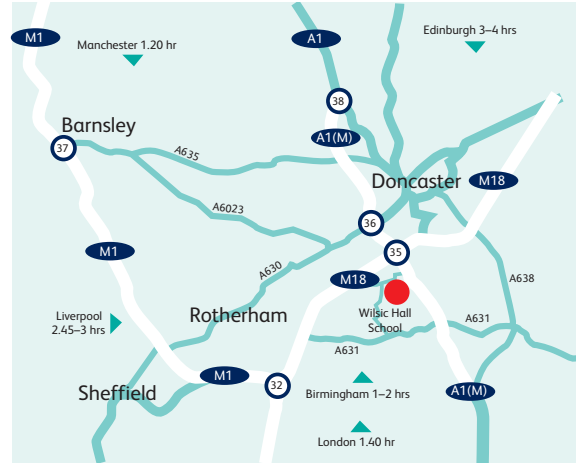 M1
Manchester 1.20 hr
A1
Edinburgh 3–4 hrs
38
Barnsley
A1(M)
37
A635
Doncaster
M18
A6023
36
M1
35
A630
M18
A638
Liverpool
2.45–3 hrs
Rotherham
Wilsic Hall
School
A631
A631
M1
Sheffield
32
Birmingham 1–2 hrs
A1(M)
London 1.40 hr